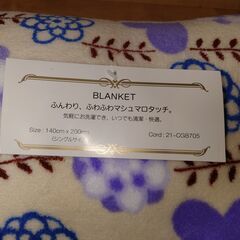 BLANKET
ふんわり、ふわふわマシュマロタッチ。
気軽にお洗濯でき、いつでも清潔・快適。
Size : 140cm x 200cm Cord : 21-CGB705
(シングルサイズ)